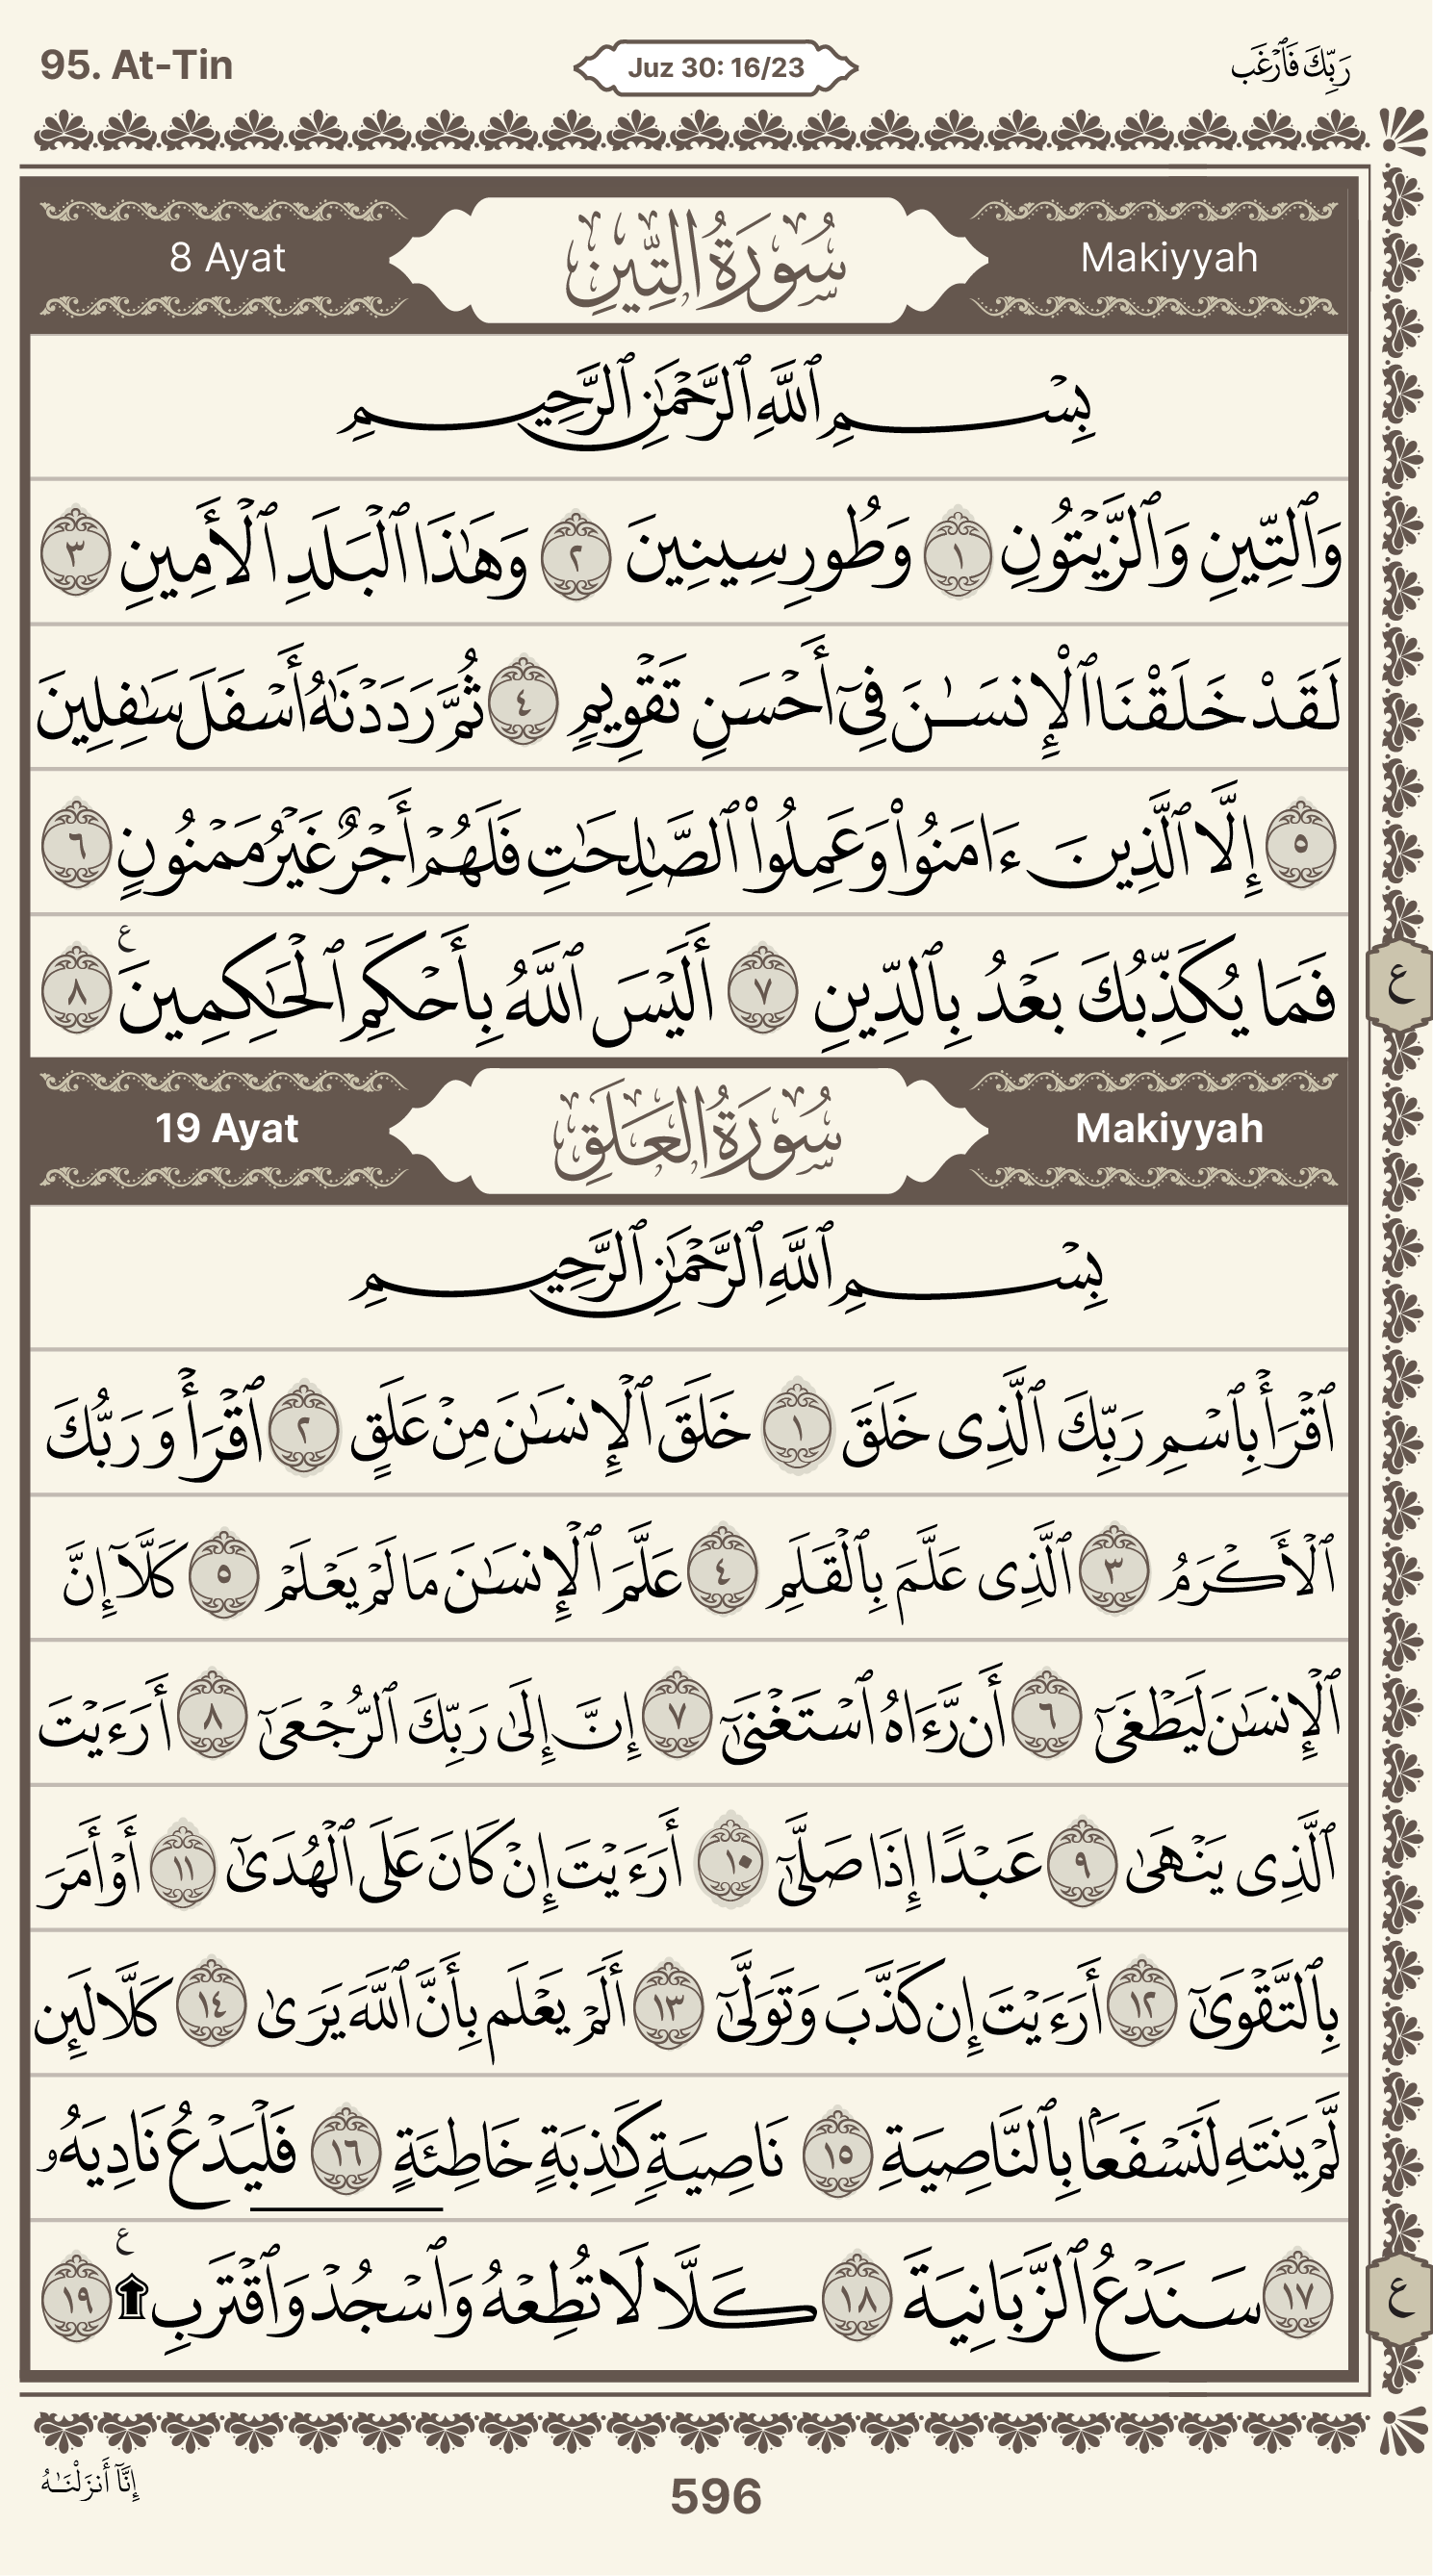 95. At-Tin
Juz 30: 16/23
رَبِّكَ فَٱرْغَب
8 Ayat سُورَةُ التِّينِ Makiyyah
بِسْمِ ٱللَّهِ ٱلرَّحْمَٰنِ ٱلرَّحِيمِ
وَٱلتِّينِ وَٱلزَّيْتُونِ ١ وَطُورِ سِينِينَ ٢ وَهَٰذَا ٱلْبَلَدِ ٱلْأَمِينِ ٣
لَقَدْ خَلَقْنَا ٱلْإِنسَٰنَ فِىٓ أَحْسَنِ تَقْوِيمٍ ٤ ثُمَّ رَدَدْنَٰهُ أَسْفَلَ سَٰفِلِينَ
٥ إِلَّا ٱلَّذِينَ ءَامَنُوا۟ وَعَمِلُوا۟ ٱلصَّٰلِحَٰتِ فَلَهُمْ أَجْرٌ غَيْرُ مَمْنُونٍ ٦
فَمَا يُكَذِّبُكَ بَعْدُ بِٱلدِّينِ ٧ أَلَيْسَ ٱللَّهُ بِأَحْكَمِ ٱلْحَٰكِمِينَ ع ٨
ع
19 Ayat سُورَةُ العَلَقِ Makiyyah
بِسْمِ ٱللَّهِ ٱلرَّحْمَٰنِ ٱلرَّحِيمِ
ٱقْرَأْ بِٱسْمِ رَبِّكَ ٱلَّذِى خَلَقَ ١ خَلَقَ ٱلْإِنسَٰنَ مِنْ عَلَقٍ ٢ ٱقْرَأْ وَرَبُّكَ
ٱلْأَكْرَمُ ٣ ٱلَّذِى عَلَّمَ بِٱلْقَلَمِ ٤ عَلَّمَ ٱلْإِنسَٰنَ مَا لَمْ يَعْلَمْ ٥ كَلَّآ إِنَّ
ٱلْإِنسَٰنَ لَيَطْغَىٰٓ ٦ أَن رَّءَاهُ ٱسْتَغْنَىٰٓ ٧ إِنَّ إِلَىٰ رَبِّكَ ٱلرُّجْعَىٰٓ ٨ أَرَءَيْتَ
ٱلَّذِى يَنْهَىٰ ٩ عَبْدًا إِذَا صَلَّىٰٓ ١٠ أَرَءَيْتَ إِنْ كَانَ عَلَى ٱلْهُدَىٰٓ ١١ أَوْ أَمَرَ
بِٱلتَّقْوَىٰٓ ١٢ أَرَءَيْتَ إِن كَذَّبَ وَتَوَلَّىٰٓ ١٣ أَلَمْ يَعْلَم بِأَنَّ ٱللَّهَ يَرَىٰ ١٤ كَلَّا لَئِن
لَّمْ يَنتَهِ لَنَسْفَعًۢا بِٱلنَّاصِيَةِ ١٥ نَاصِيَةٍ كَٰذِبَةٍ خَاطِئَةٍ ١٦ فَلْيَدْعُ نَادِيَهُۥ
١٧ سَنَدْعُ ٱلزَّبَانِيَةَ ١٨ كَلَّا لَا تُطِعْهُ وَٱسْجُدْ وَٱقْتَرِب ۩ ع ١٩
ع
إِنَّآ أَنزَلْنَٰهُ
596